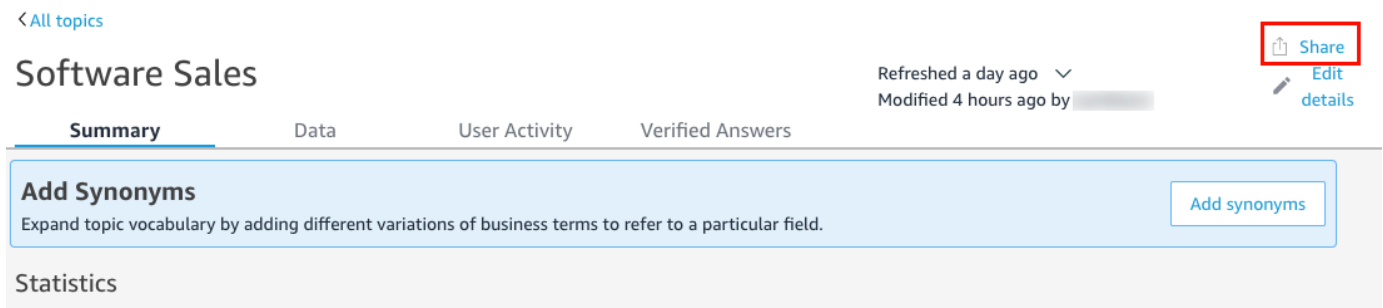 All topics
Share
Software Sales
Refreshed a day ago
Edit
details
Modified 4 hours ago by
Summary
Data
User Activity
Verified Answers
Add Synonyms
Expand topic vocabulary by adding different variations of business terms to refer to a particular field.
Add synonyms
Statistics